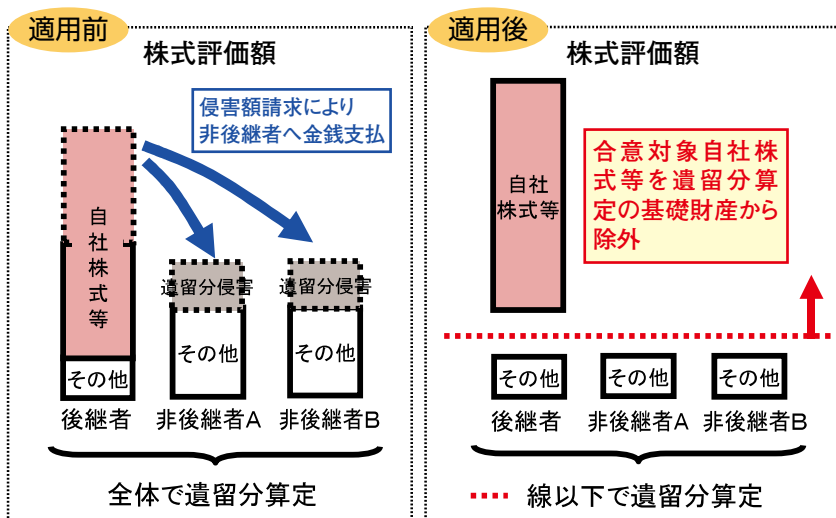 適用前
株式評価額
侵害額請求により
非後継者へ金銭支払
自社株式等
遺留分侵害
遺留分侵害
その他
その他
その他
後継者
非後継者A
非後継者B
全体で遺留分算定
適用後
株式評価額
自社
株式等
合意対象自社株
式等を遺留分算
定の基礎財産から
除外
その他
その他
その他
後継者
非後継者A
非後継者B
線以下で遺留分算定